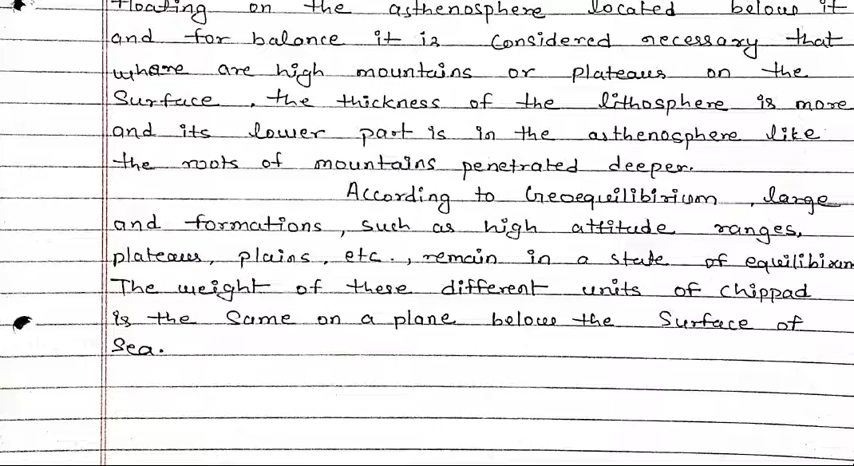 floating on the asthenosphere located below it
and for balance it is considered necessary that
where are high mountains or plateaus on the
Surface, the thickness of the lithosphere is more
and its lower part is in the asthenosphere like
the roots of mountains penetrated deeper.
According to Geoequilibirium, large
and formations, such as high attitude ranges,
plateaus, plains, etc., remain in a state of equilibium
The weight of these different units of chippad
is the Same on a plane below the Surface of
Sea.